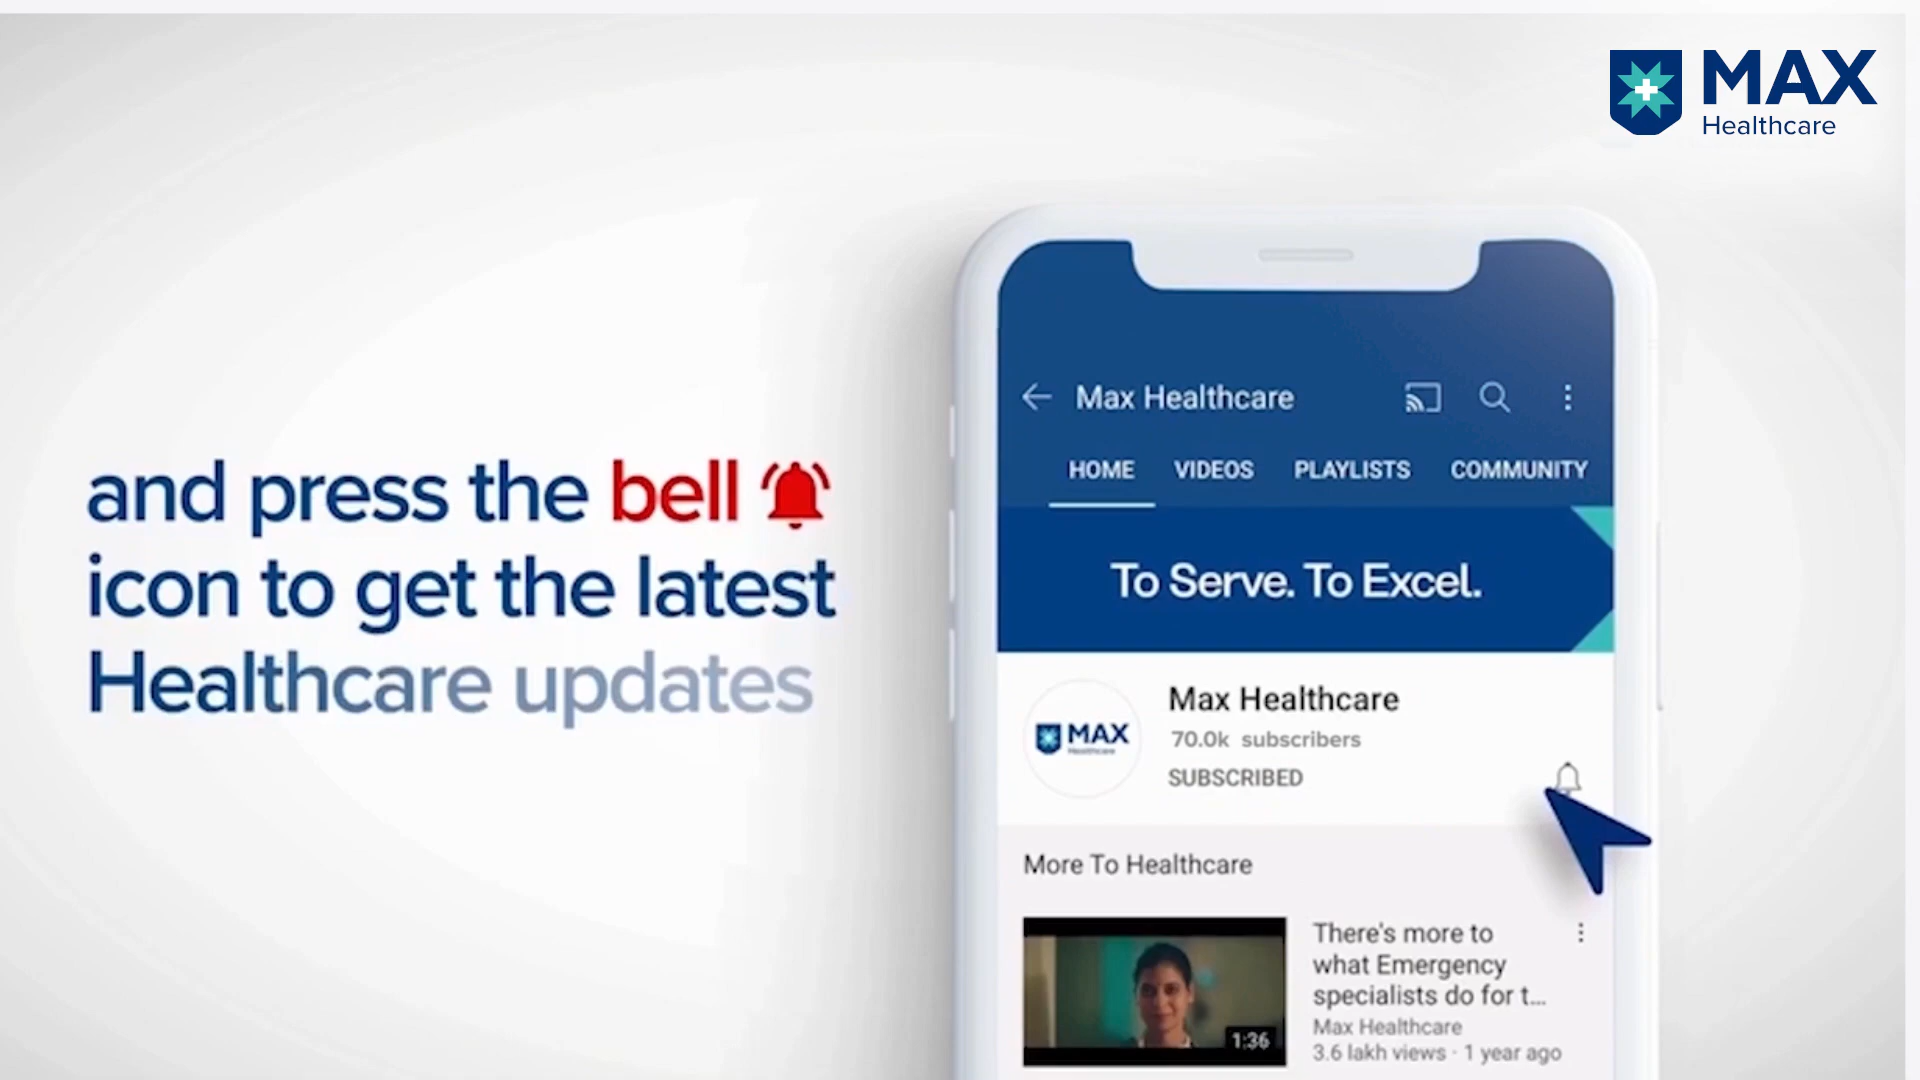 MAX
Healthcare
and press the bell
icon to get the latest
Healthcare updates
Max Healthcare
HOME VIDEOS PLAYLISTS COMMUNITY
To Serve. To Excel.
MAX
Healthcare
Max Healthcare
70.0k subscribers
SUBSCRIBED
More To Healthcare
There's more to
what Emergency
specialists do for t...
Max Healthcare
3.6 lakh views · 1 year ago
1:36